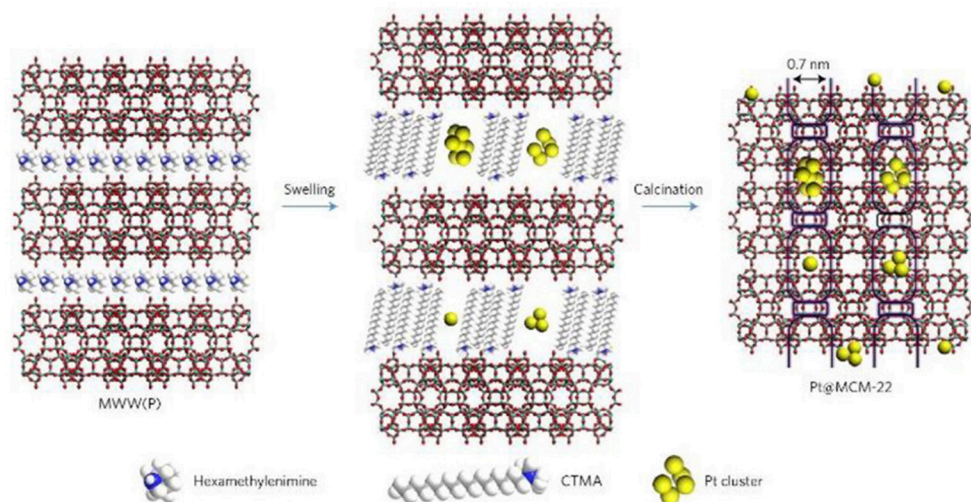 0.7 nm
Swelling
Calcination
MWW(P)
Pt@MCM-22
Hexamethylenimine
CTMA
Pt cluster